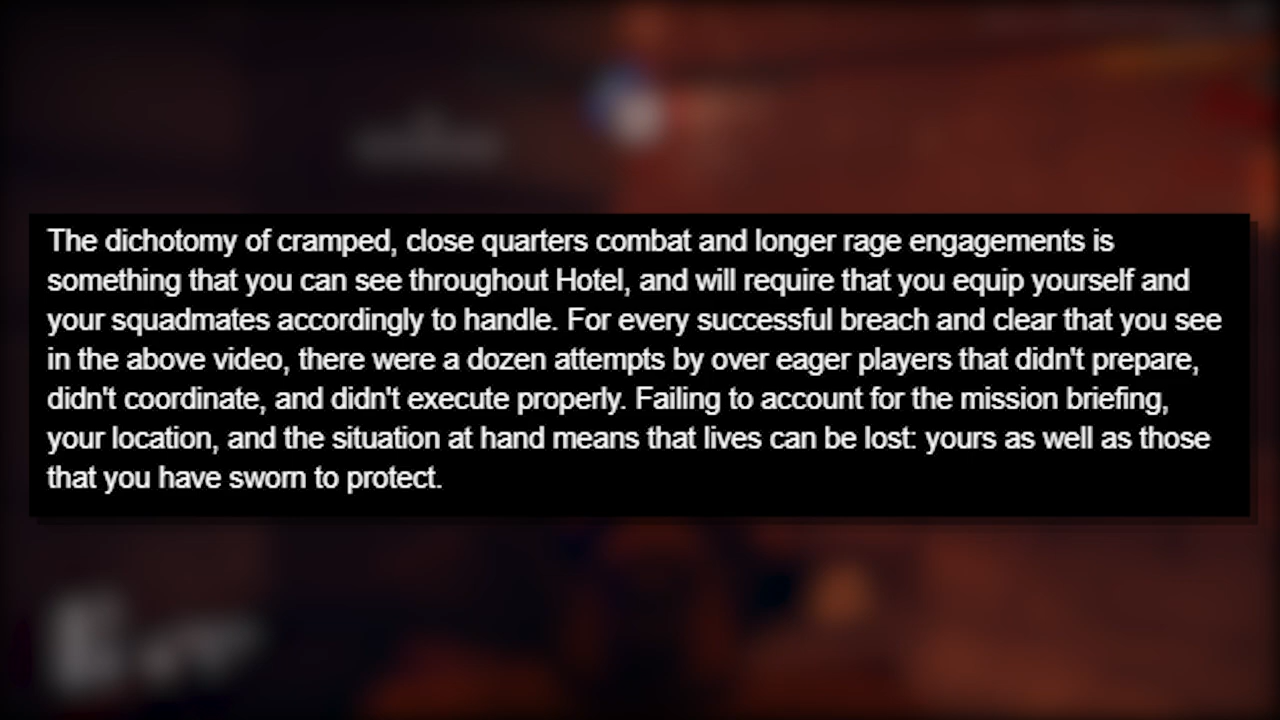 The dichotomy of cramped, close quarters combat and longer rage engagements is
something that you can see throughout Hotel, and will require that you equip yourself and
your squadmates accordingly to handle. For every successful breach and clear that you see
in the above video, there were a dozen attempts by over eager players that didn't prepare,
didn't coordinate, and didn't execute properly. Failing to account for the mission briefing,
your location, and the situation at hand means that lives can be lost: yours as well as those
that you have sworn to protect.